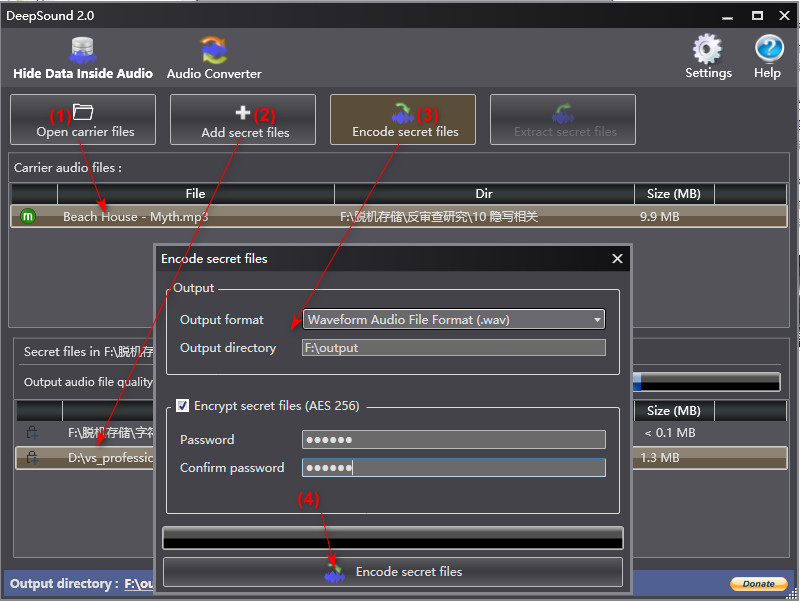 DeepSound 2.0
Hide Data Inside Audio
Audio Converter
Settings
Help
(1)
Open carrier files
(2)
Add secret files
(3)
Encode secret files
Extract secret files
Carrier audio files :
File
Dir
Size (MB)
m
Beach House - Myth.mp3
F:\脱机存储\反审查研究\10 隐写相关
9.9 MB
Encode secret files
Output
Output format
Waveform Audio File Format (.wav)
Output directory
F:\output
Secret files in F:\脱机存
Output audio file quality
Size (MB)
Encrypt secret files (AES 256)
F:\脱机存储\字符
< 0.1 MB
Password
D:\vs_professio
1.3 MB
Confirm password
(4)
Encode secret files
Output directory :
F:\ou
Donate